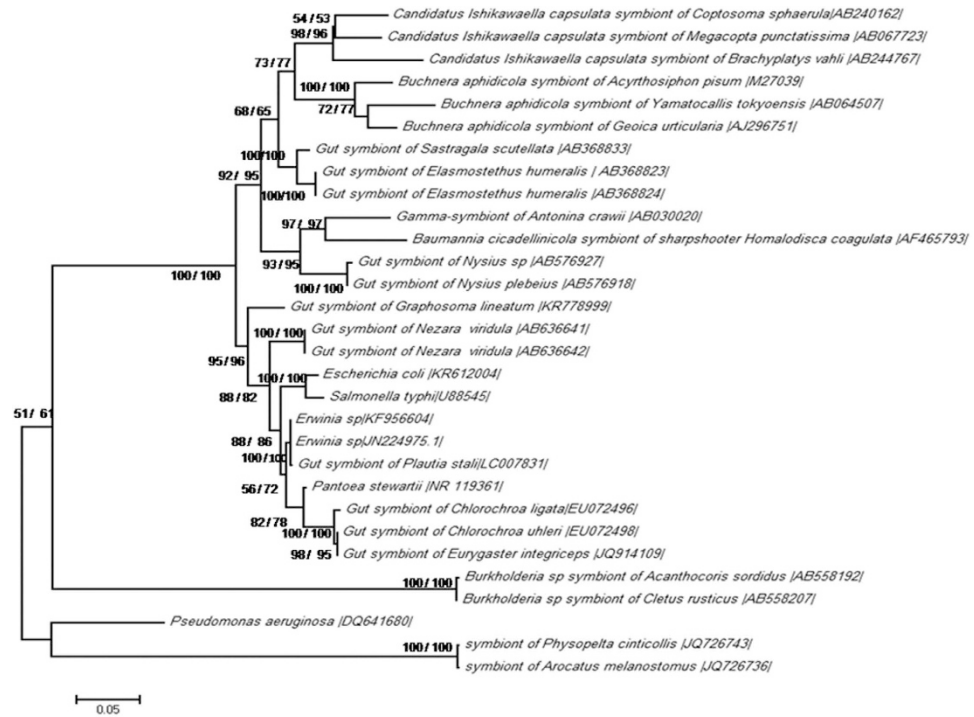 54/ 53
Candidatus Ishikawaella capsulata symbiont of Coptosoma sphaerula|AB240162|
98/ 96
Candidatus Ishikawaella capsulata symbiont of Megacopta punctatissima |AB067723|
73/ 77
Candidatus Ishikawaella capsulata symbiont of Brachyplatys vahli |AB244767|
100/ 100
Buchnera aphidicola symbiont of Acyrthosiphon pisum |M27039|
68/ 65
72/ 77
Buchnera aphidicola symbiont of Yamatocallis tokyoensis |AB064507|
Buchnera aphidicola symbiont of Geoica urticularia |AJ296751|
100/100
Gut symbiont of Sastragala scutellata |AB368833|
92/ 95
Gut symbiont of Elasmostethus humeralis | AB368823|
100/100
Gut symbiont of Elasmostethus humeralis |AB368824|
97/ 97
Gamma-symbiont of Antonina crawii |AB030020|
Baumannia cicadellinicola symbiont of sharpshooter Homalodisca coagulata |AF465793|
93/ 95
Gut symbiont of Nysius sp |AB576927|
100/ 100
100/ 100
Gut symbiont of Nysius plebeius |AB576918|
Gut symbiont of Graphosoma lineatum |KR778999|
100/ 100
Gut symbiont of Nezara viridula |AB636641|
95/ 96
Gut symbiont of Nezara viridula |AB636642|
100/ 100
Escherichia coli |KR612004|
88/ 82
Salmonella typhi|U88545|
51/ 61
Erwinia sp|KF956604|
88/ 86
Erwinia sp|JN224975.1|
100/ 100
Gut symbiont of Plautia stali|LC007831|
56/ 72
Pantoea stewartii |NR 119361|
82/ 78
Gut symbiont of Chlorochroa ligata|EU072496|
100/ 100
Gut symbiont of Chlorochroa uhleri |EU072498|
98/ 95
Gut symbiont of Eurygaster integriceps |JQ914109|
100/ 100
Burkholderia sp symbiont of Acanthocoris sordidus |AB558192|
Burkholderia sp symbiont of Cletus rusticus |AB558207|
Pseudomonas aeruginosa |DQ641680|
100/ 100
symbiont of Physopelta cinticollis |JQ726743|
symbiont of Arocatus melanostomus |JQ726736|
0.05